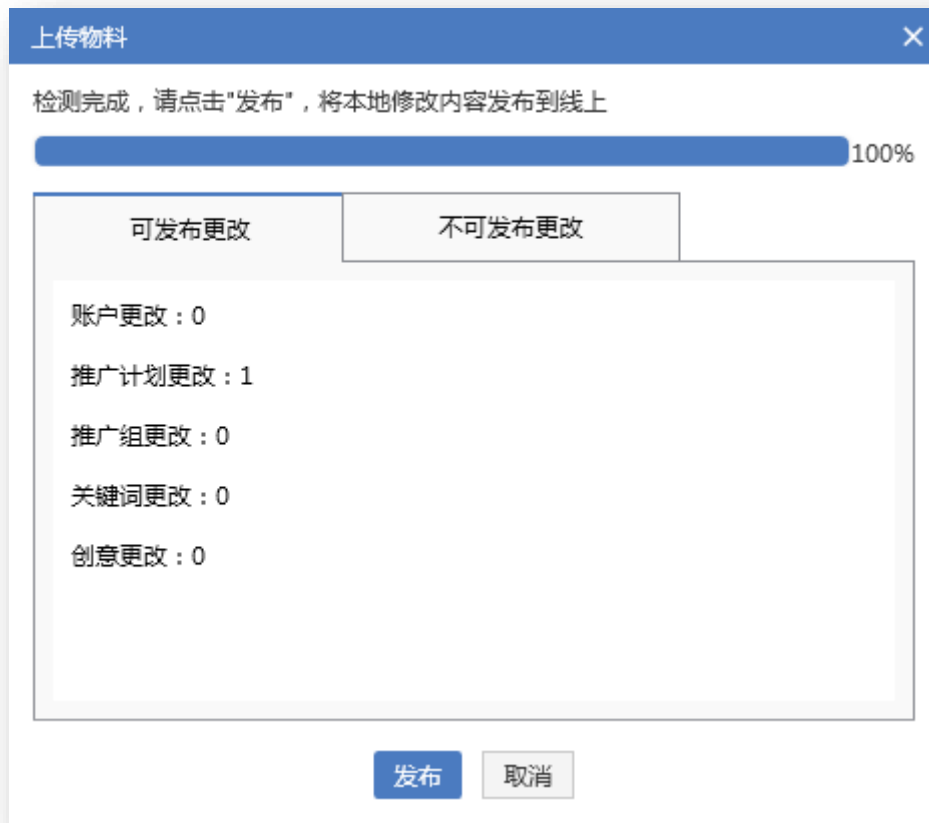 上传物料
检测完成，请点击"发布"，将本地修改内容发布到线上
100%
可发布更改 不可发布更改
账户更改：0
推广计划更改：1
推广组更改：0
关键词更改：0
创意更改：0
发布 取消